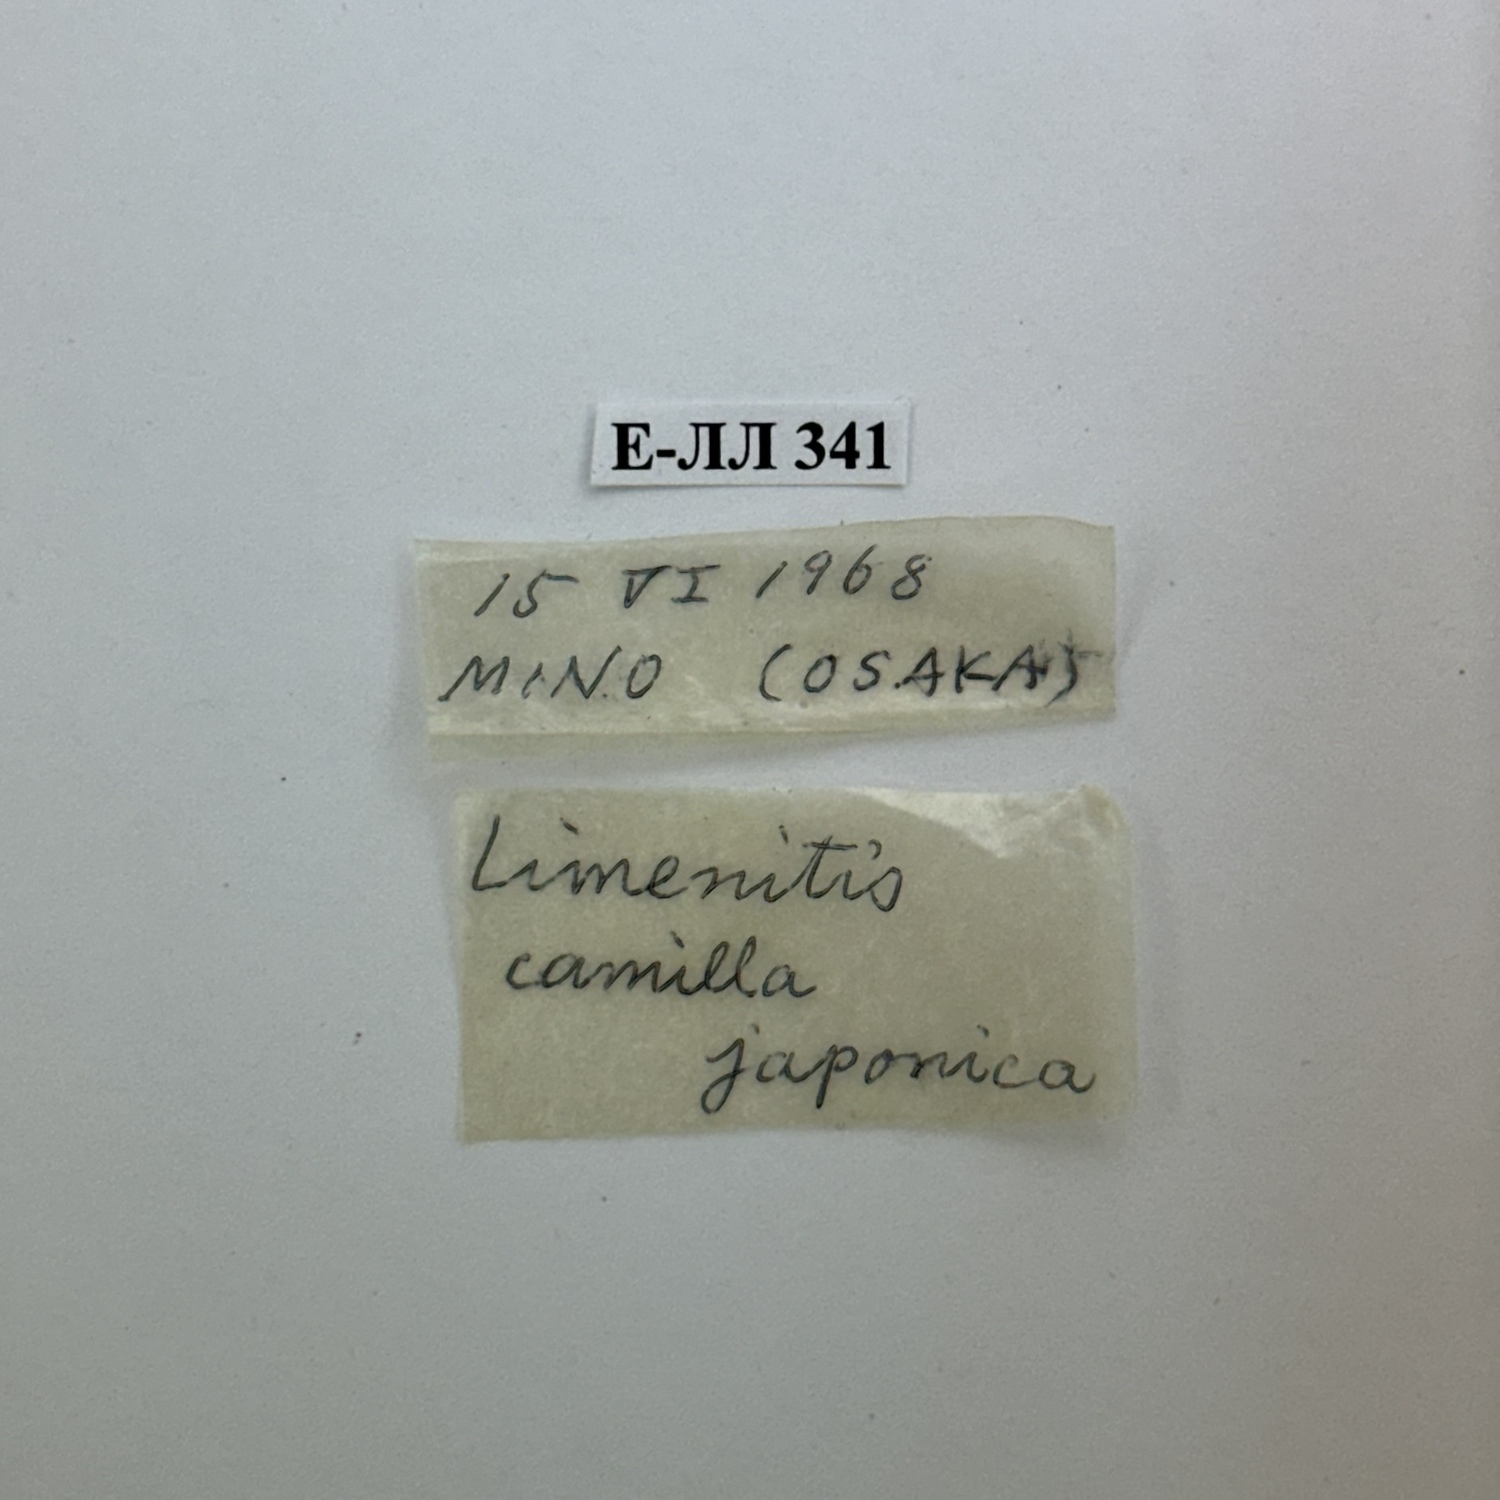 Е-ЛЛ 341
15 VI 1968
MINO (OSAKA)
Limenitis
camilla
japonica